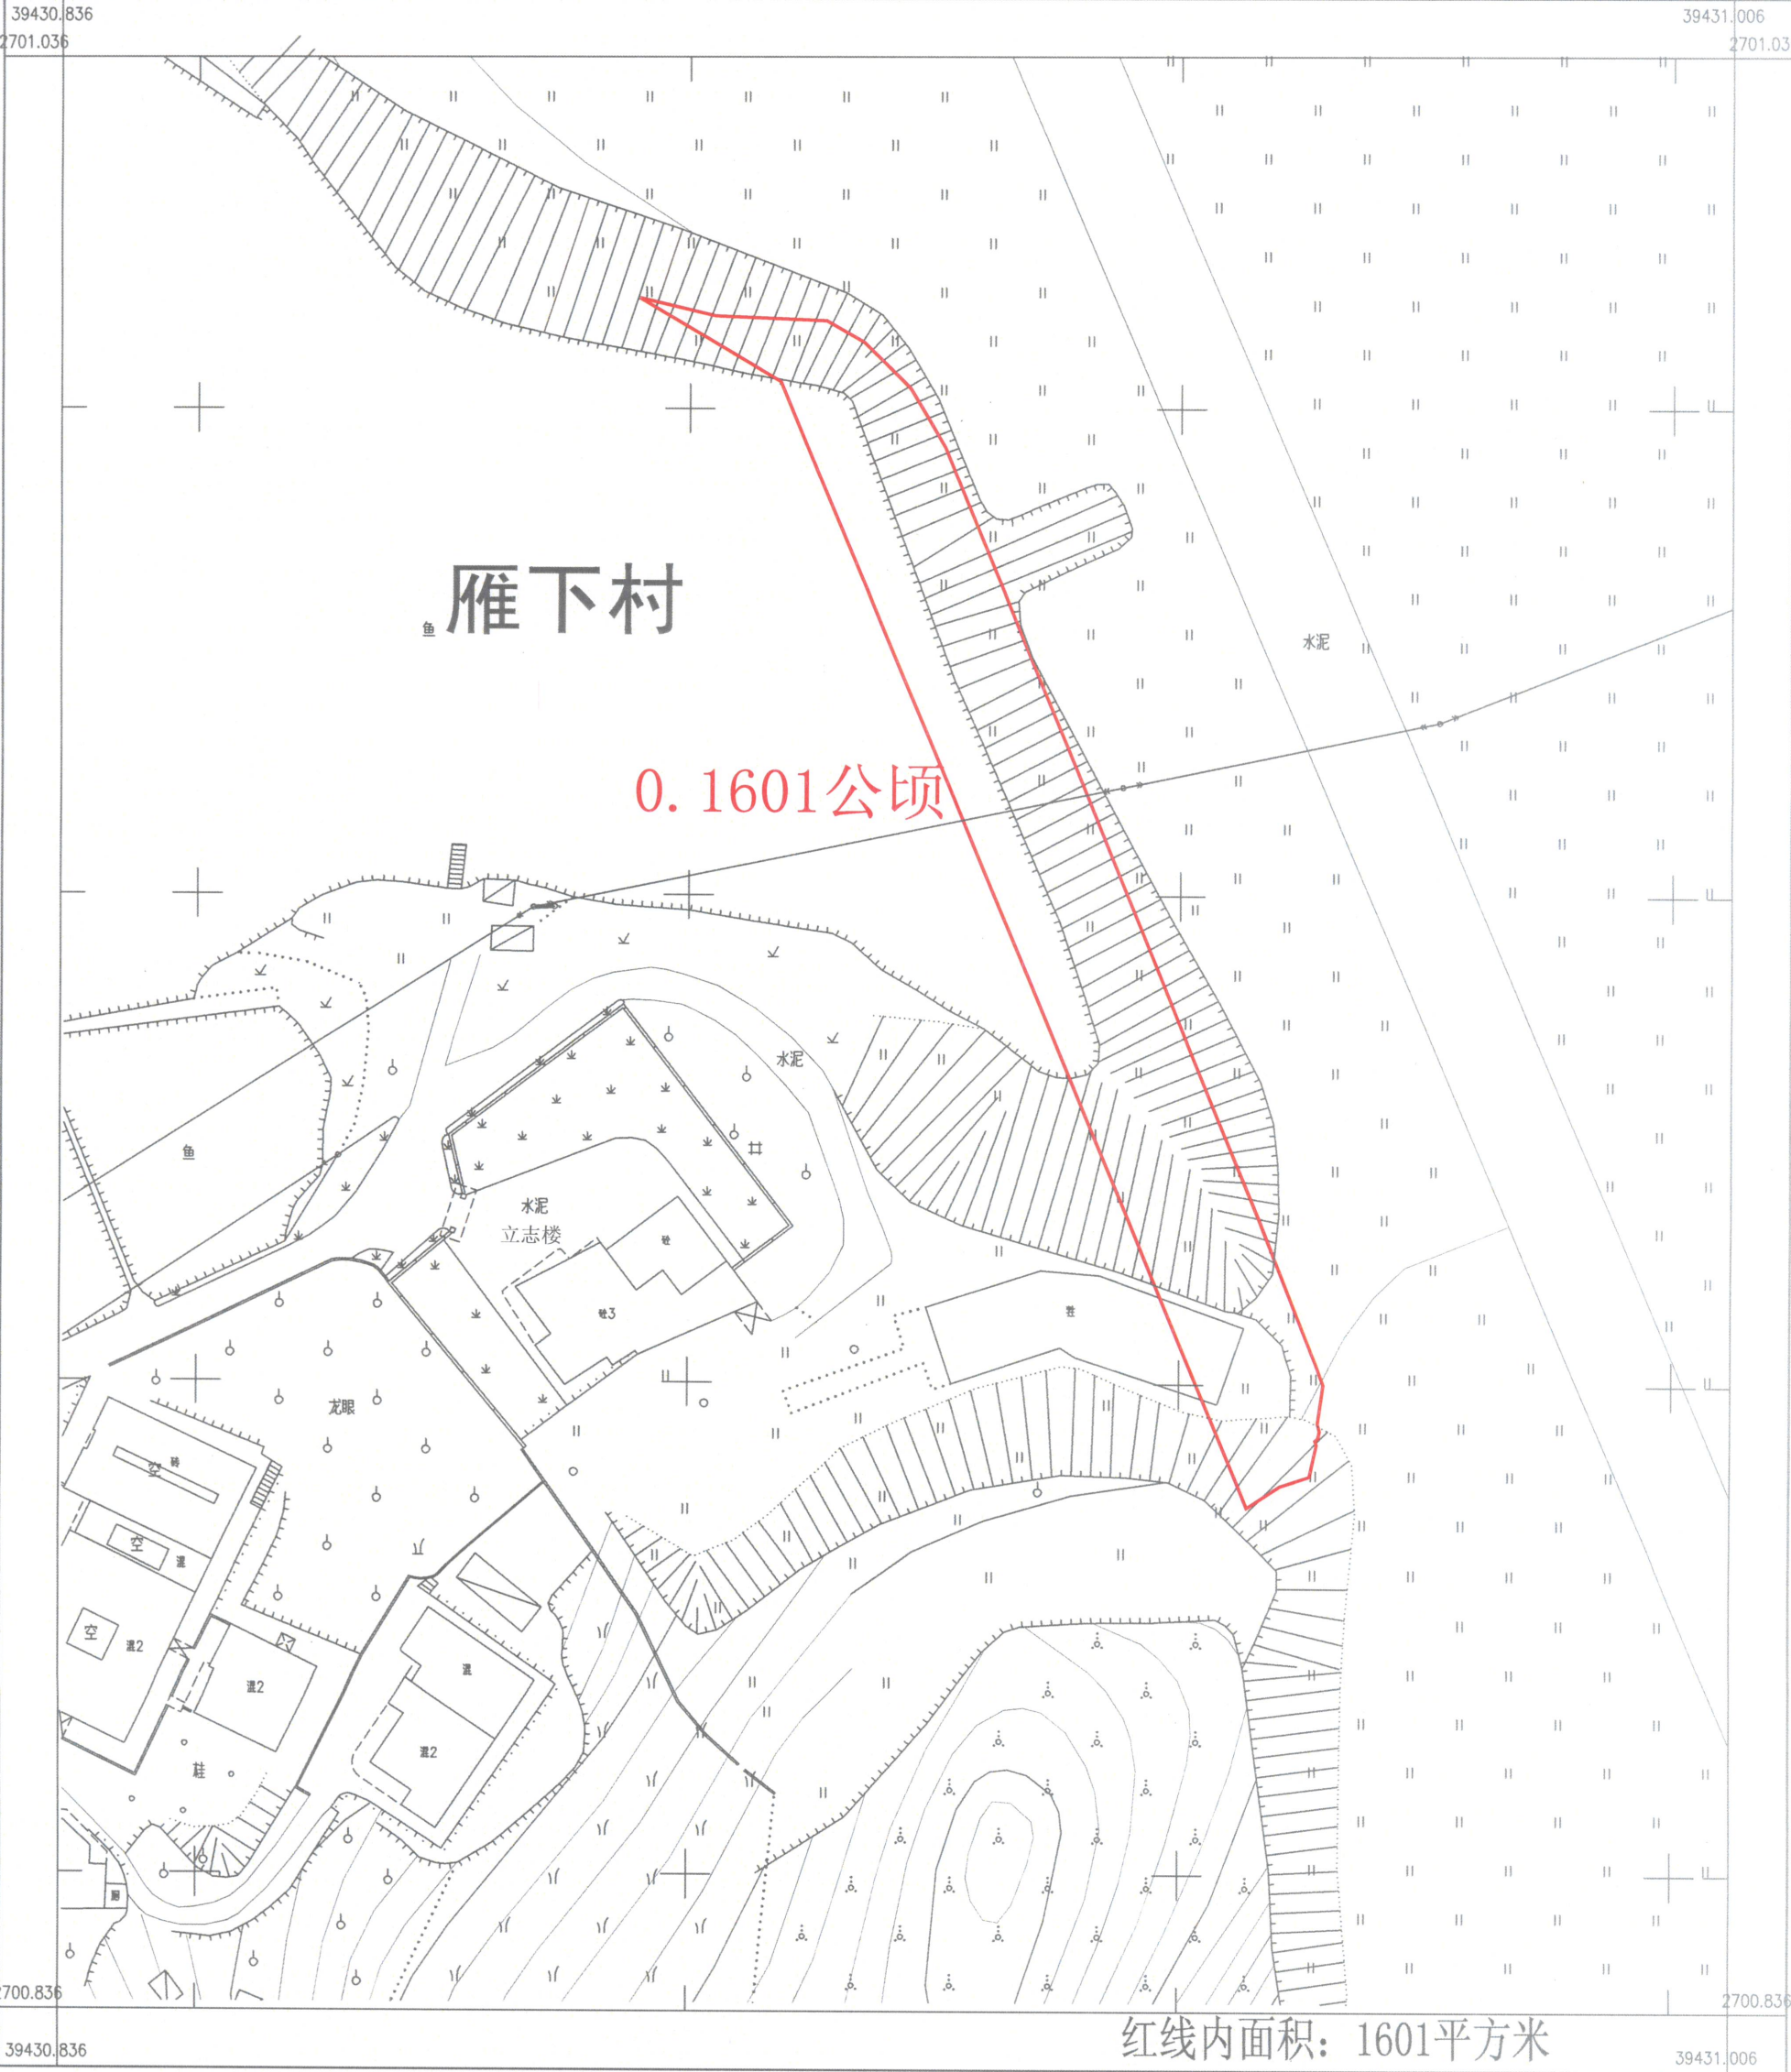 39430.836
39431.006
2701.036
2701.03
雁下村
鱼
水泥
0.1601公顷
水泥
鱼
水泥
立志楼
砼
砼3
龙眼
砖
空
空
混
空
混2
混2
混
混2
桂
2700.836
2700.836
红线内面积：1601平方米
39430.836
39431.006